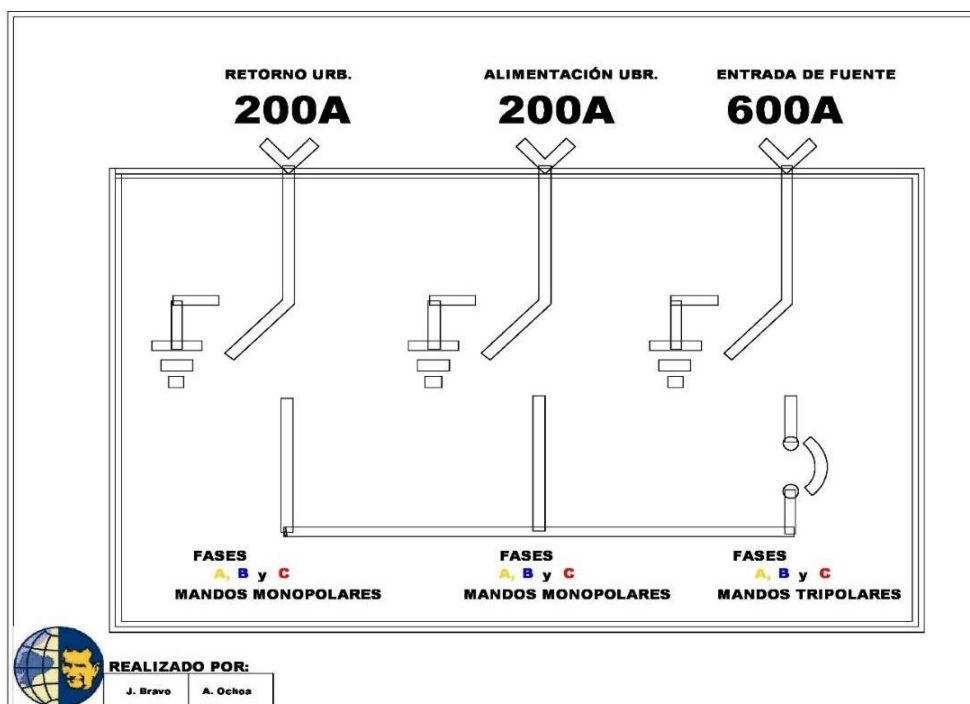 RETORNO URB.
200A
ALIMENTACIÓN UBR.
200A
ENTRADA DE FUENTE
600A
FASES
A, B y C
MANDOS MONOPOLARES
FASES
A, B y C
MANDOS MONOPOLARES
FASES
A, B y C
MANDOS TRIPOLARES
REALIZADO POR:
J. Bravo
A. Ochoa